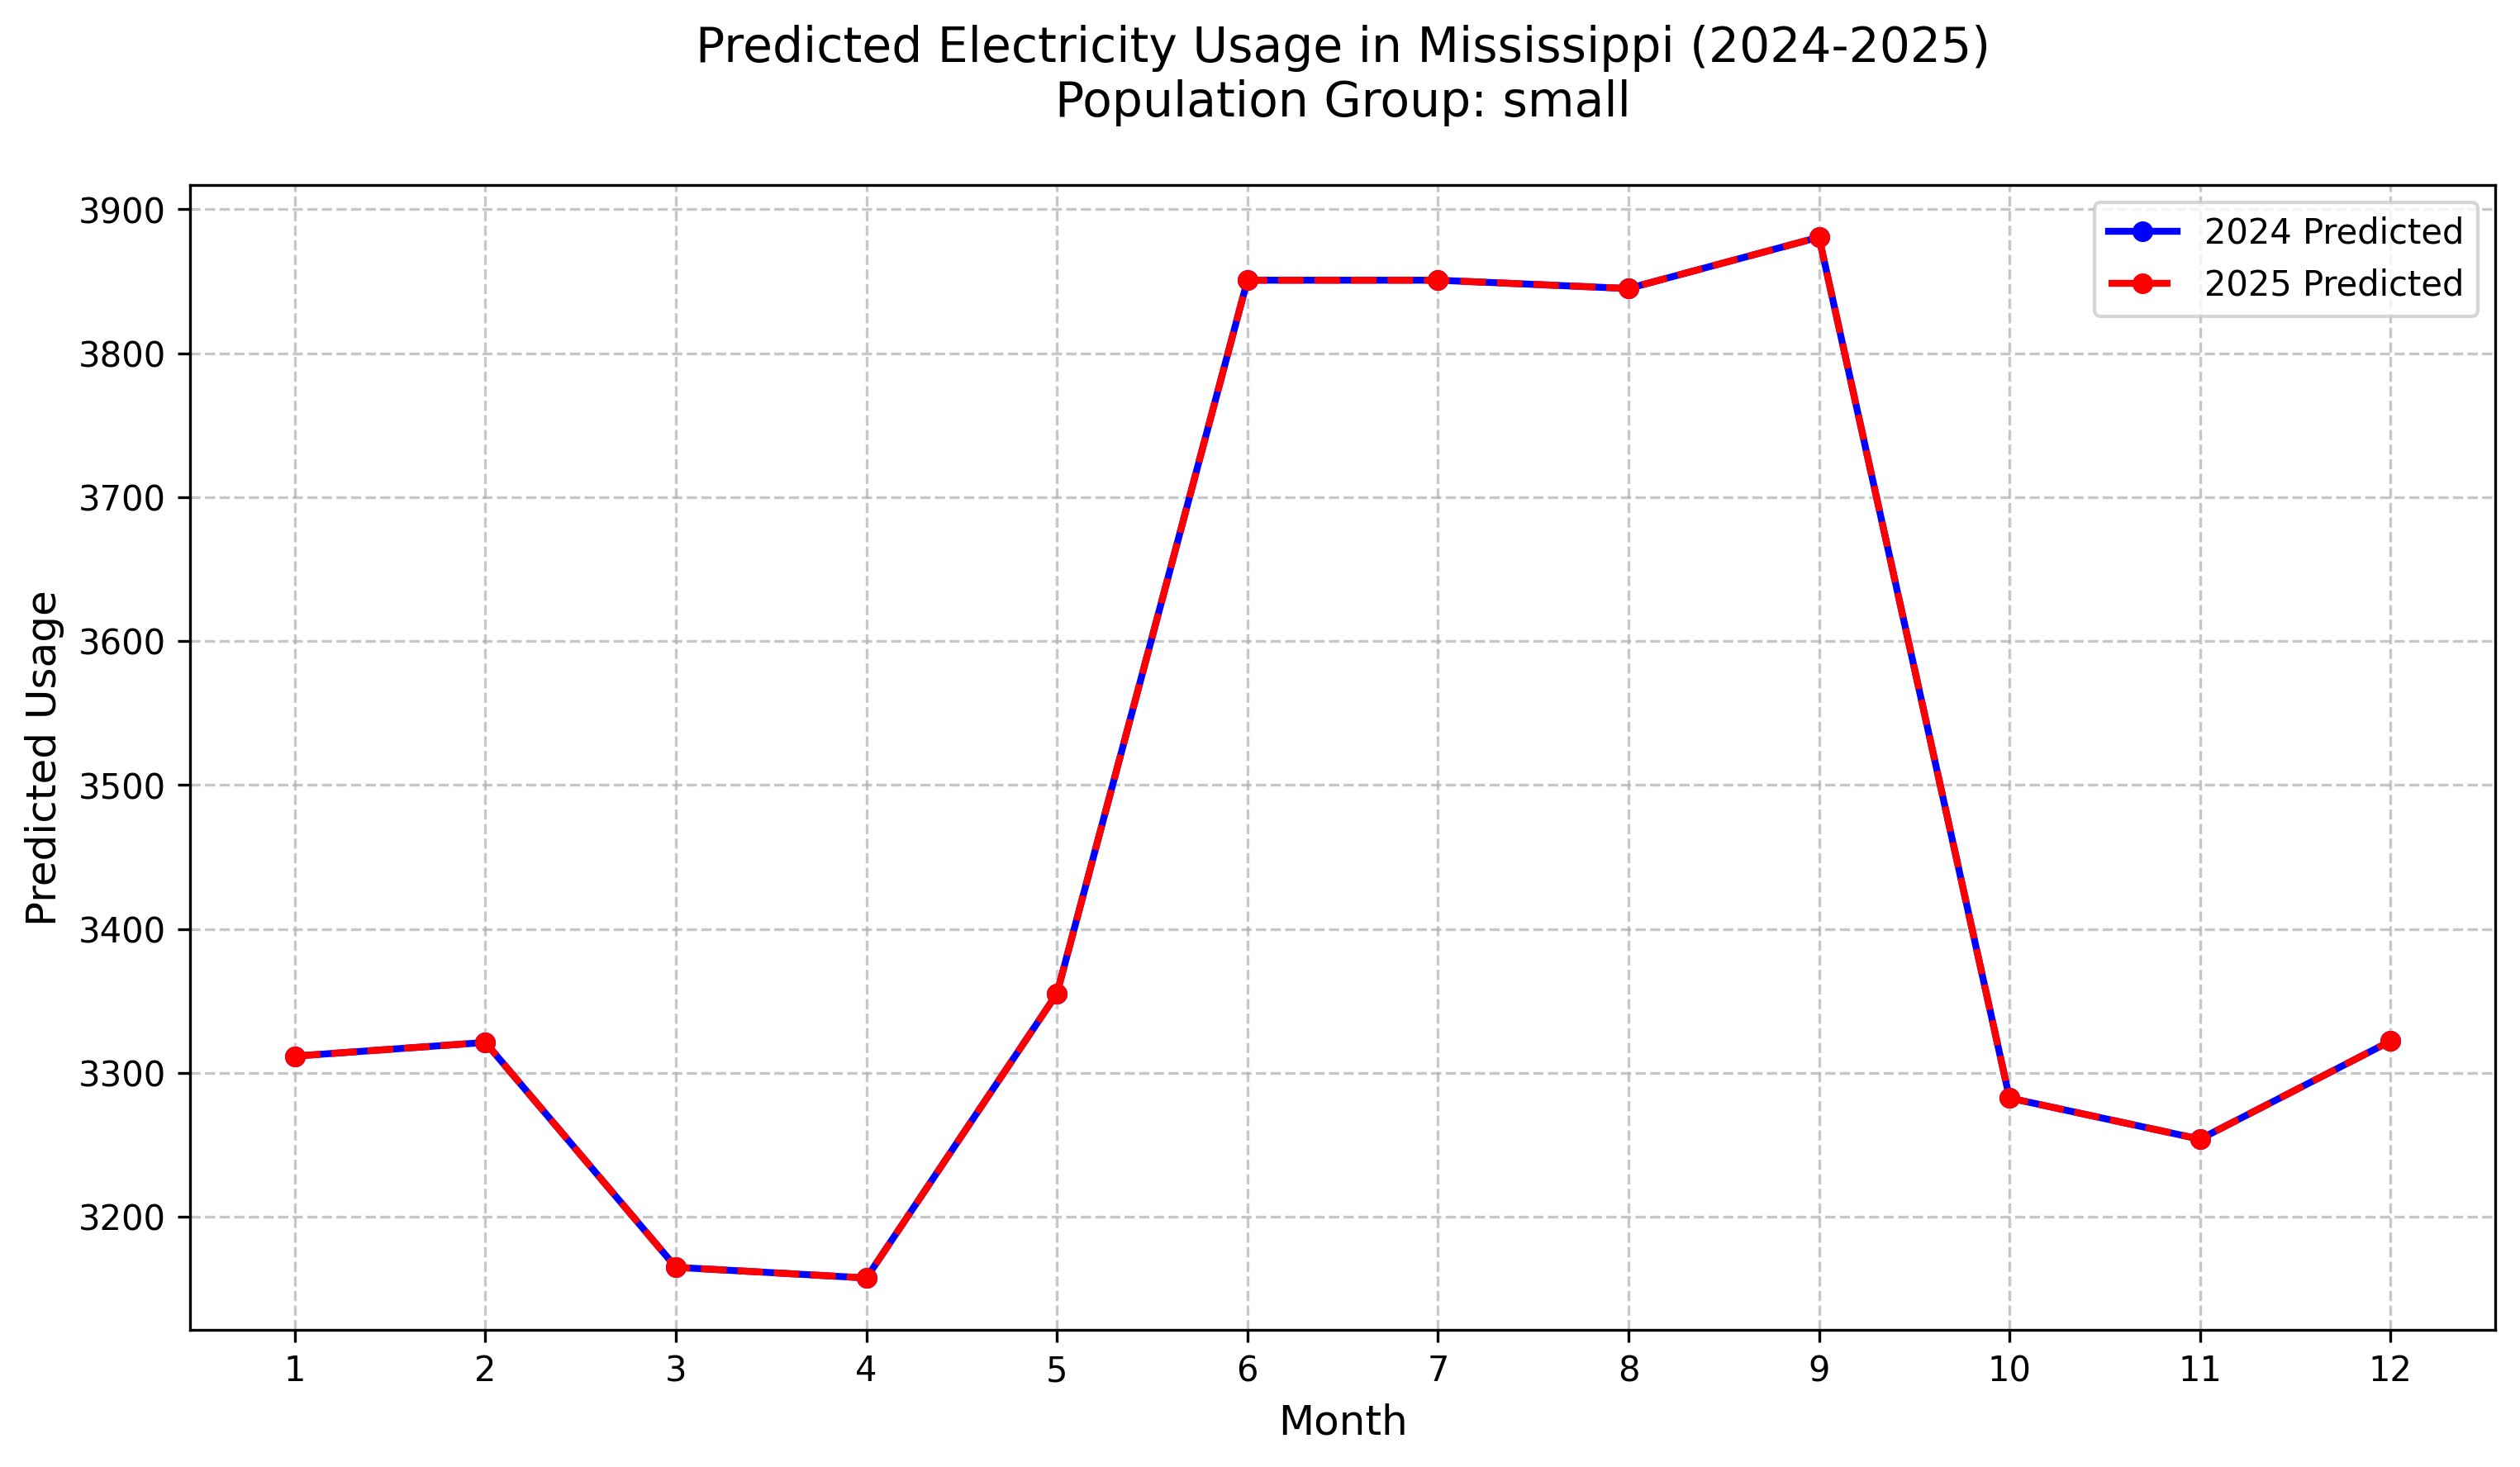 Predicted Electricity Usage in Mississippi (2024-2025)
Population Group: small
2024 Predicted
2025 Predicted
Predicted Usage
3900
3800
3700
3600
3500
3400
3300
3200
1 2 3 4 5 6 7 8 9 10 11 12
Month